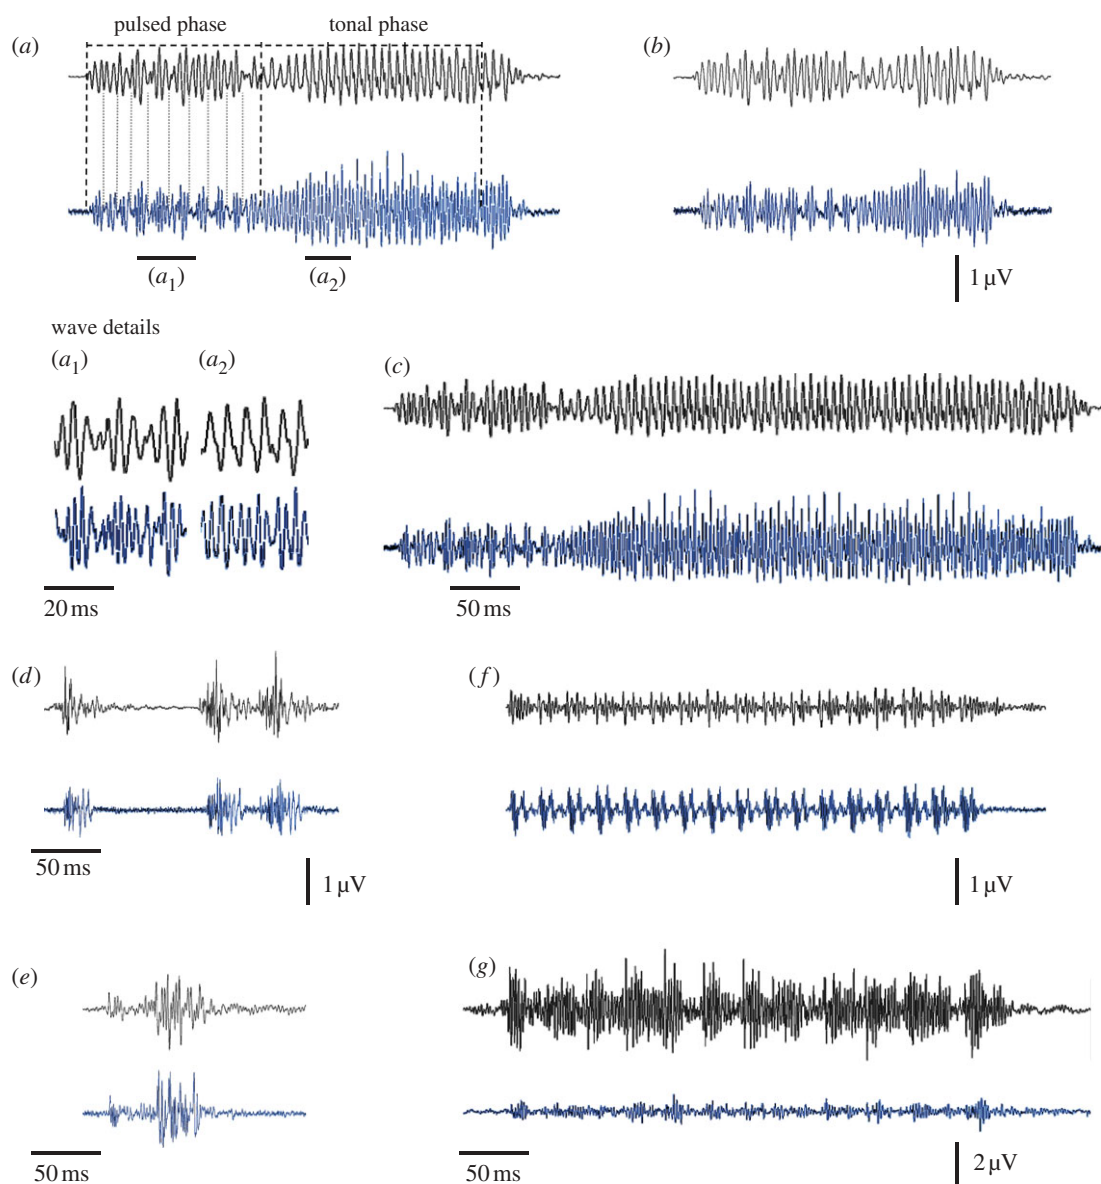 pulsed phase
tonal phase
(a)
(b)
(a1)
(a2)
1 µV
wave details
(a1)
(a2)
(c)
20 ms
50 ms
(d)
(f)
50 ms
1 µV
1 µV
(e)
(g)
50 ms
50 ms
2 µV